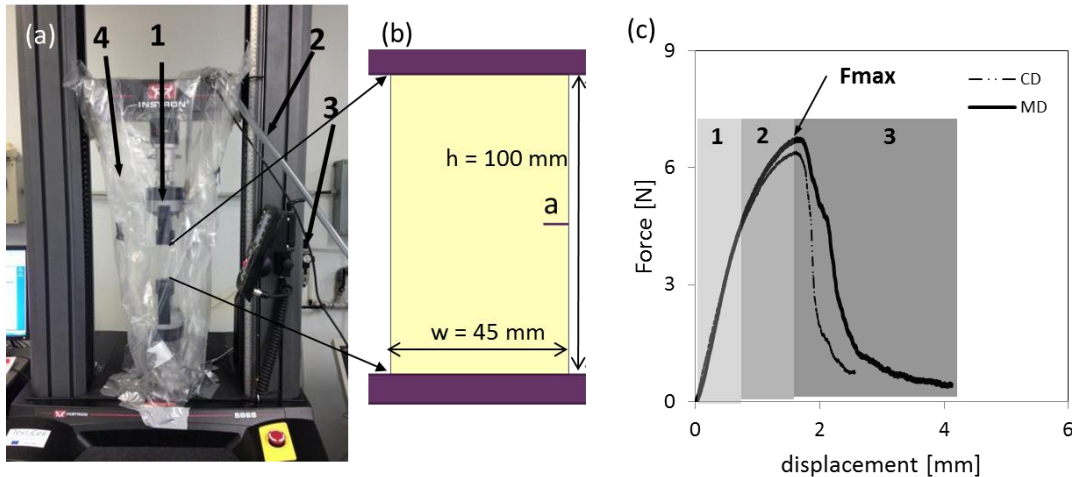 (a)
4
1
2
3
INSTRON
INSTRON
5965
(b)
h = 100 mm
a
w = 45 mm
(c)
9
6
3
0
Force [N]
Fmax
CD
MD
1
2
3
0
2
4
6
displacement [mm]